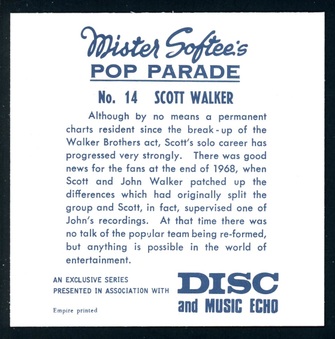 Mister Softee's
POP PARADE
No. 14 SCOTT WALKER
Although by no means a permanent
charts resident since the break-up of the
Walker Brothers act, Scott's solo career has
progressed very strongly. There was good
news for the fans at the end of 1968, when
Scott and John Walker patched up the
differences which had originally split the
group and Scott, in fact, supervised one of
John's recordings. At that time there was
no talk of the popular team being re-formed,
but anything is possible in the world of
entertainment.
AN EXCLUSIVE SERIES
PRESENTED IN ASSOCIATION WITH
DISC
and MUSIC ECHO
Empire printed